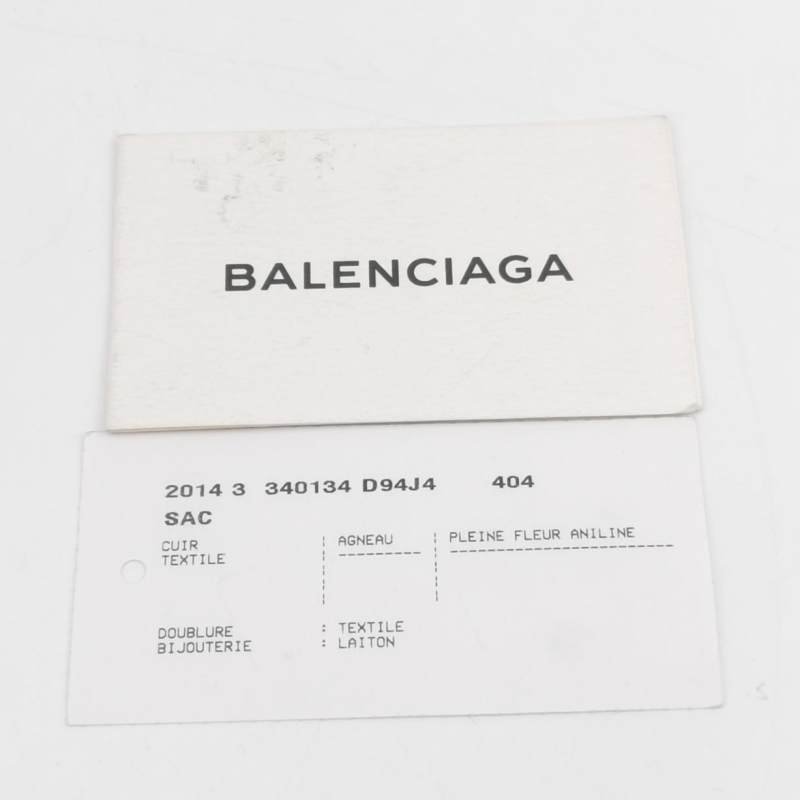 BALENCIAGA
2014 3 340134 D94J4 404
SAC
CUIR AGNEAU PLEINE FLEUR ANILINE
TEXTILE
DOUBLURE : TEXTILE
BIJOUTERIE : LAITON